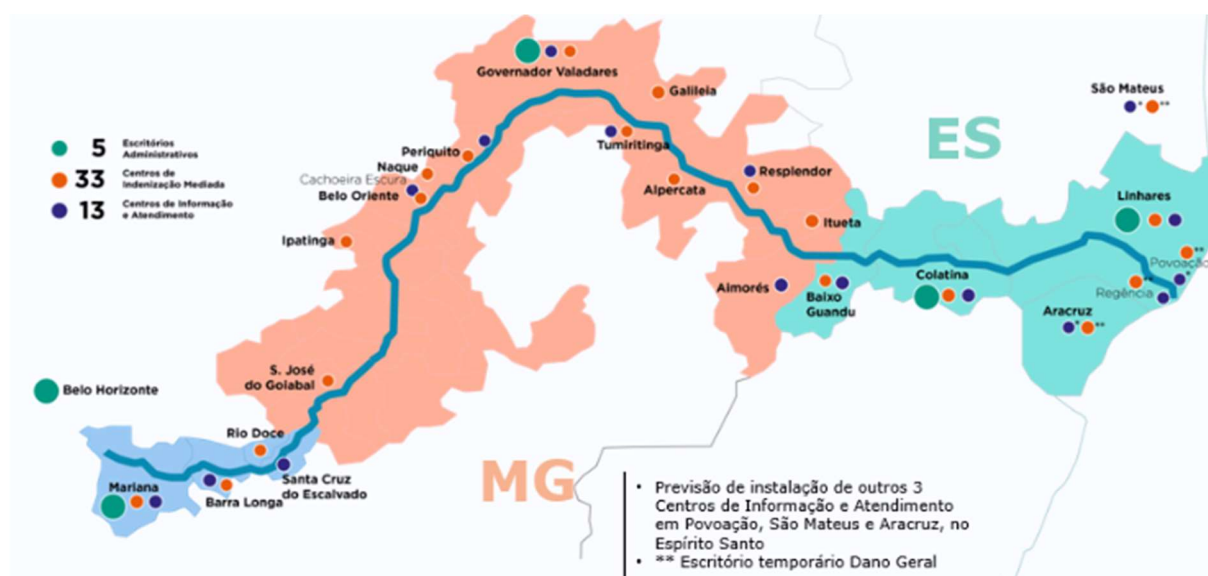 Governador Valadares
Galileia
São Mateus
* **
ES
5 Escritórios
Administrativos
33 Centros de
Indenização Mediada
13 Centros de Informação
e Atendimento
Periquito
Naque
Cachoeira Escura
Belo Oriente
Tumiritinga
Resplendor
Alpercata
Linhares
Itueta
Ipatinga
**
Povoação
*
Colatina
Aimorés
Baixo
Guandu
**
Regência
Aracruz
* **
S. José
do Goiabal
Belo Horizonte
Rio Doce
Mariana
Barra Longa
Santa Cruz
do Escalvado
MG
• Previsão de instalação de outros 3
Centros de Informação e Atendimento
em Povoação, São Mateus e Aracruz, no
Espírito Santo
• ** Escritório temporário Dano Geral